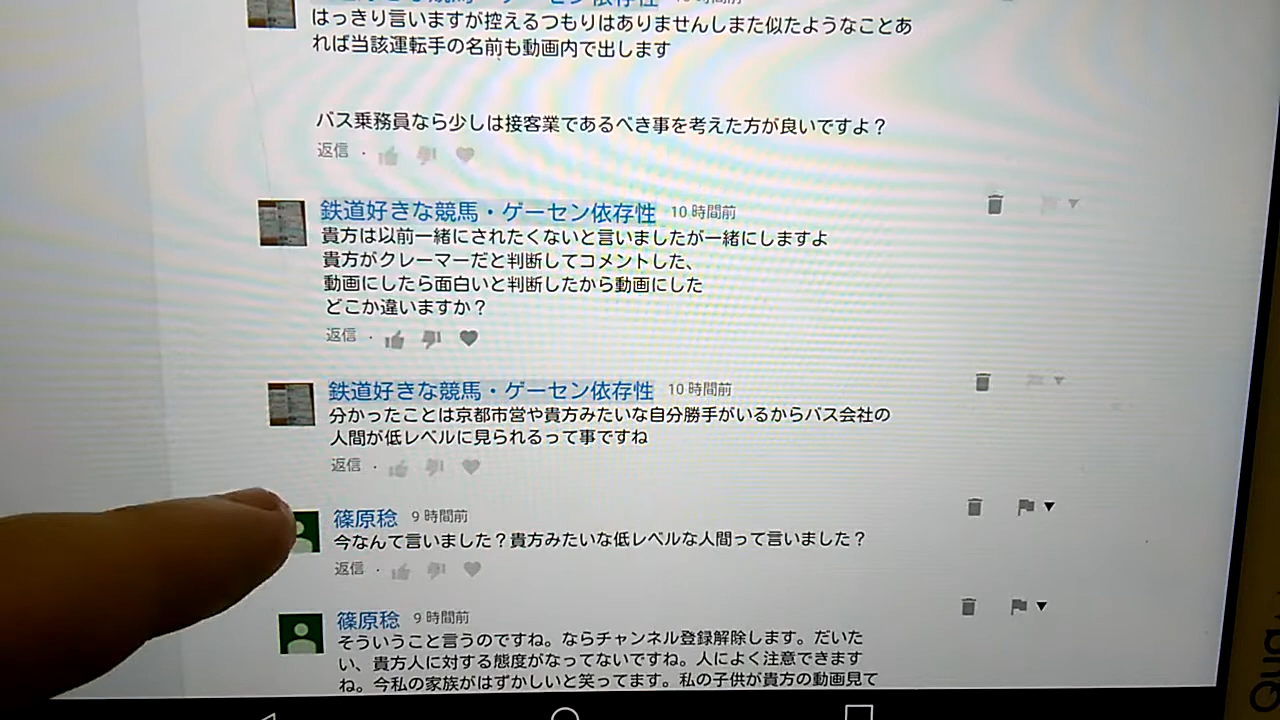 はっきり言いますが控えるつもりはありませんしまた似たようなことあ
れば当該運転手の名前も動画内で出します
バス乗務員なら少しは接客業であるべき事を考えた方が良いですよ？
返信 ・
鉄道好きな競馬・ゲーセン依存性 10 時間前
貴方は以前一緒にされたくないと言いましたが一緒にしますよ
貴方がクレーマーだと判断してコメントした、
動画にしたら面白いと判断したから動画にした
どこか違いますか？
返信 ・
鉄道好きな競馬・ゲーセン依存性 10 時間前
分かったことは京都市営や貴方みたいな自分勝手がいるからバス会社の
人間が低レベルに見られるって事ですね
返信 ・
篠原稔 9 時間前
今なんて言いました？貴方みたいな低レベルな人間って言いました？
返信 ・
篠原稔 9 時間前
そういうこと言うのですね。ならチャンネル登録解除します。だいた
い、貴方人に対する態度がなってないですね。人によく注意できます
ね。今私の家族がはずかしいと笑ってます。私の子供が貴方の動画見て